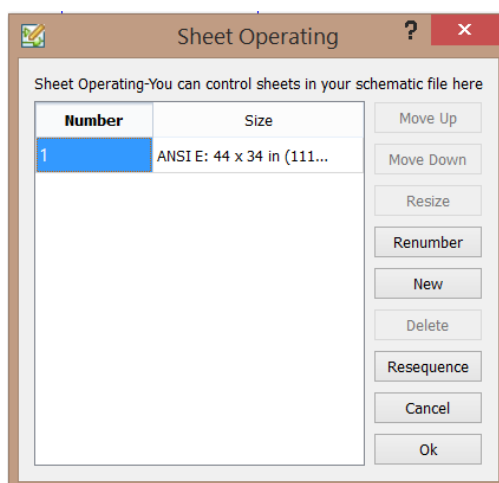 Sheet Operating ?
Sheet Operating-You can control sheets in your schematic file here
Number Size
1 ANSI E: 44 x 34 in (111...
Move Up
Move Down
Resize
Renumber
New
Delete
Resequence
Cancel
Ok